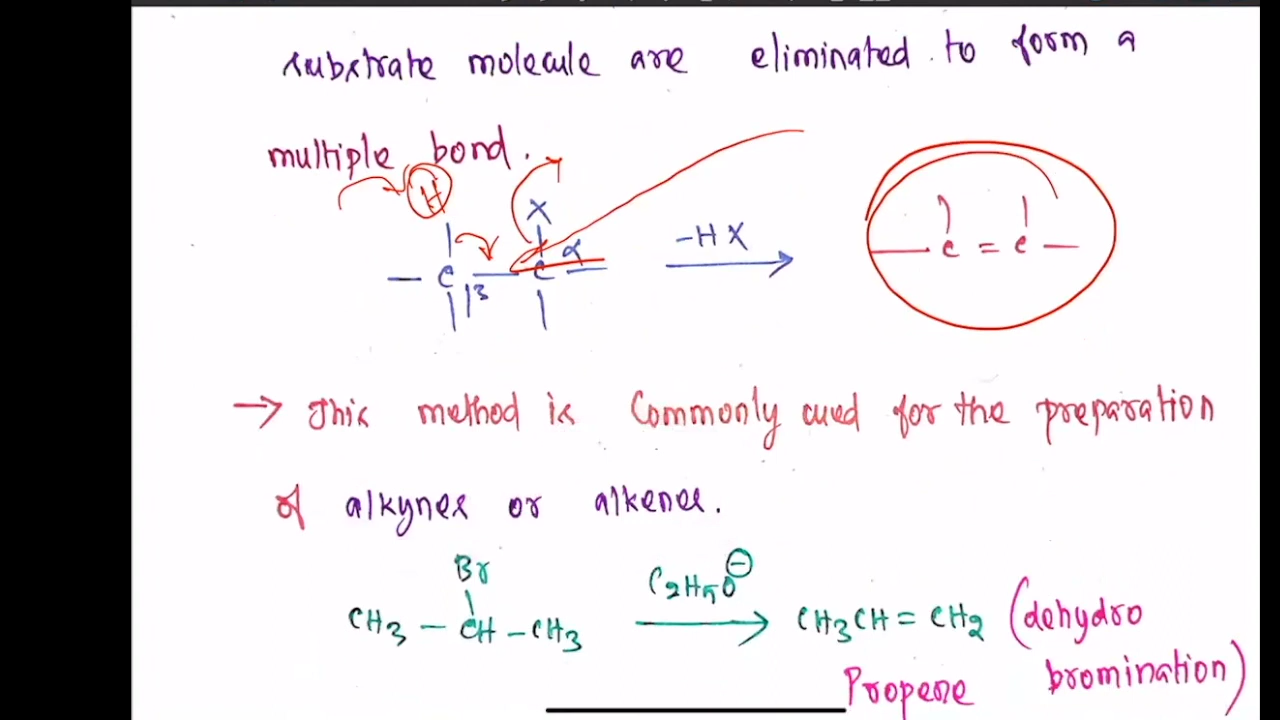 substrate molecule are eliminated to form a
multiple bond.
H X
- C - C - α
β
-HX
- C = C -
→ This method is commonly used for the preparation
of alkynes or alkenes.
Br
CH3 - CH - CH3
C2H5O⊖
CH3CH = CH2 (dehydro
Propene bromination)